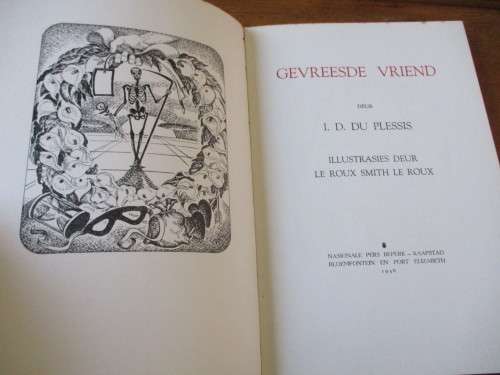 GEVREESDE VRIEND
DEUR
I. D. DU PLESSIS
ILLUSTRASIES DEUR
LE ROUX SMITH LE ROUX
NASIONALE PERS BEPERK – KAAPSTAD
BLOEMFONTEIN EN PORT ELIZABETH